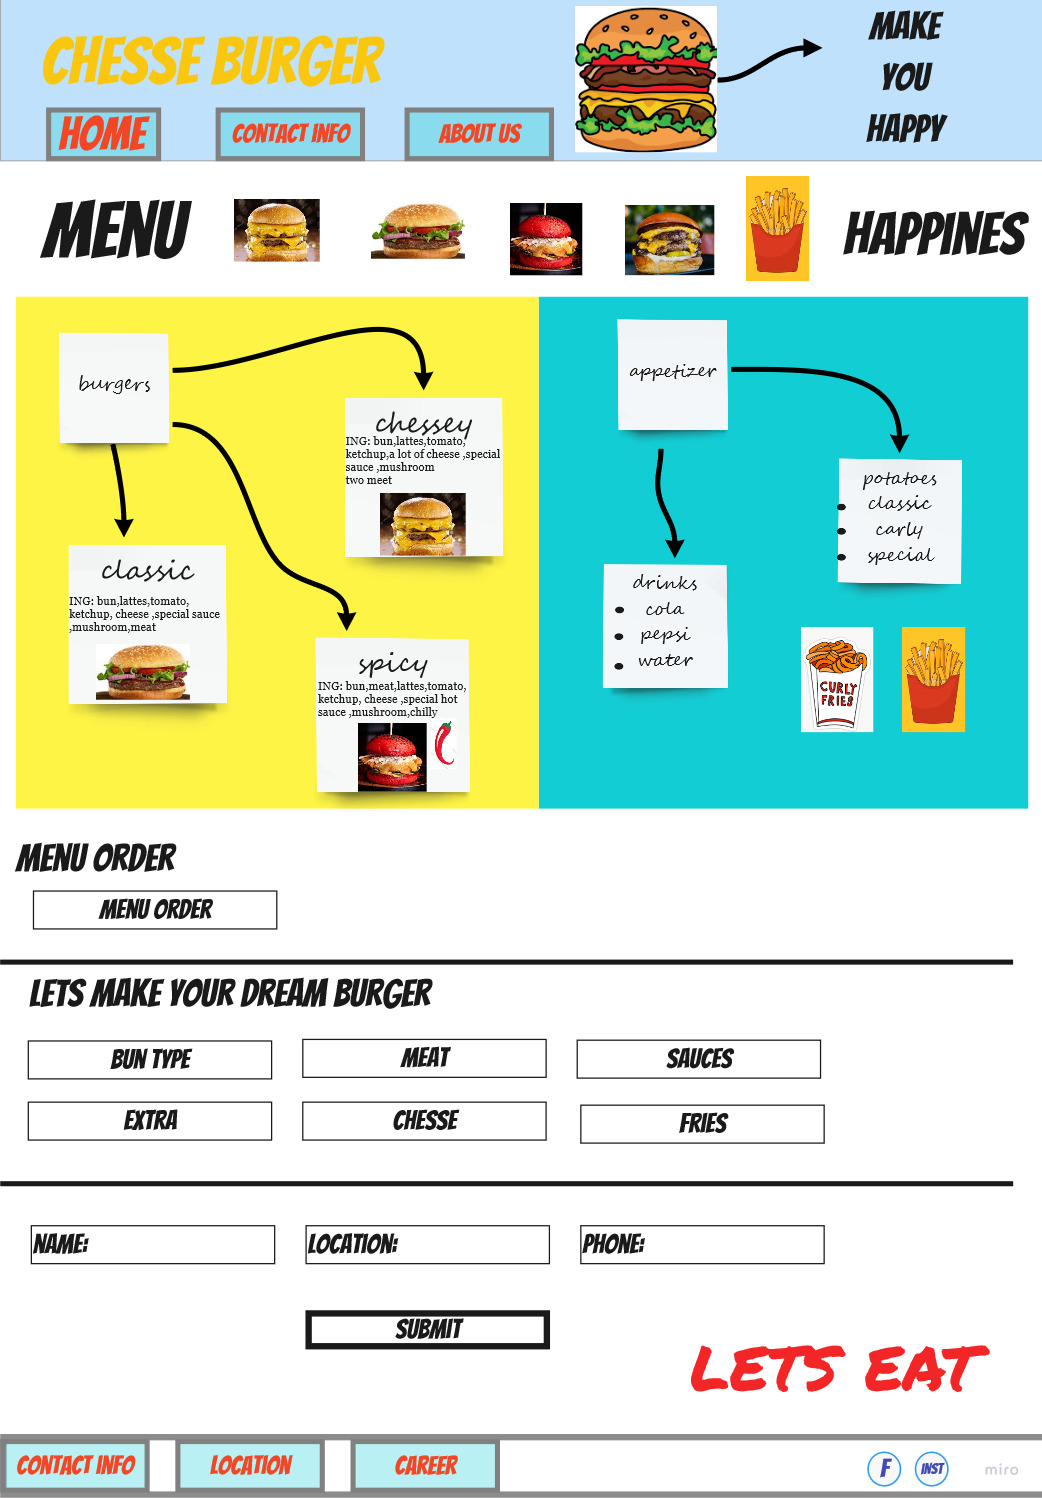 CHESSE BURGER
MAKE
YOU
HAPPY
HOME
CONTACT INFO
ABOUT US
MENU
HAPPINES
burgers
chessey
ING: bun,lattes,tomato,
ketchup,a lot of cheese ,special
sauce ,mushroom
two meet
classic
ING: bun,lattes,tomato,
ketchup, cheese ,special sauce
,mushroom,meat
spicy
ING: bun,meat,lattes,tomato,
ketchup, cheese ,special hot
sauce ,mushroom,chilly
appetizer
potatoes
classic
carly
special
drinks
cola
pepsi
water
CURLY
FRIES
MENU ORDER
MENU ORDER
LETS MAKE YOUR DREAM BURGER
BUN TYPE
MEAT
SAUCES
EXTRA
CHESSE
FRIES
NAME:
LOCATION:
PHONE:
SUBMIT
LETS EAT
CONTACT INFO
LOCATION
CAREER
F
INST
miro